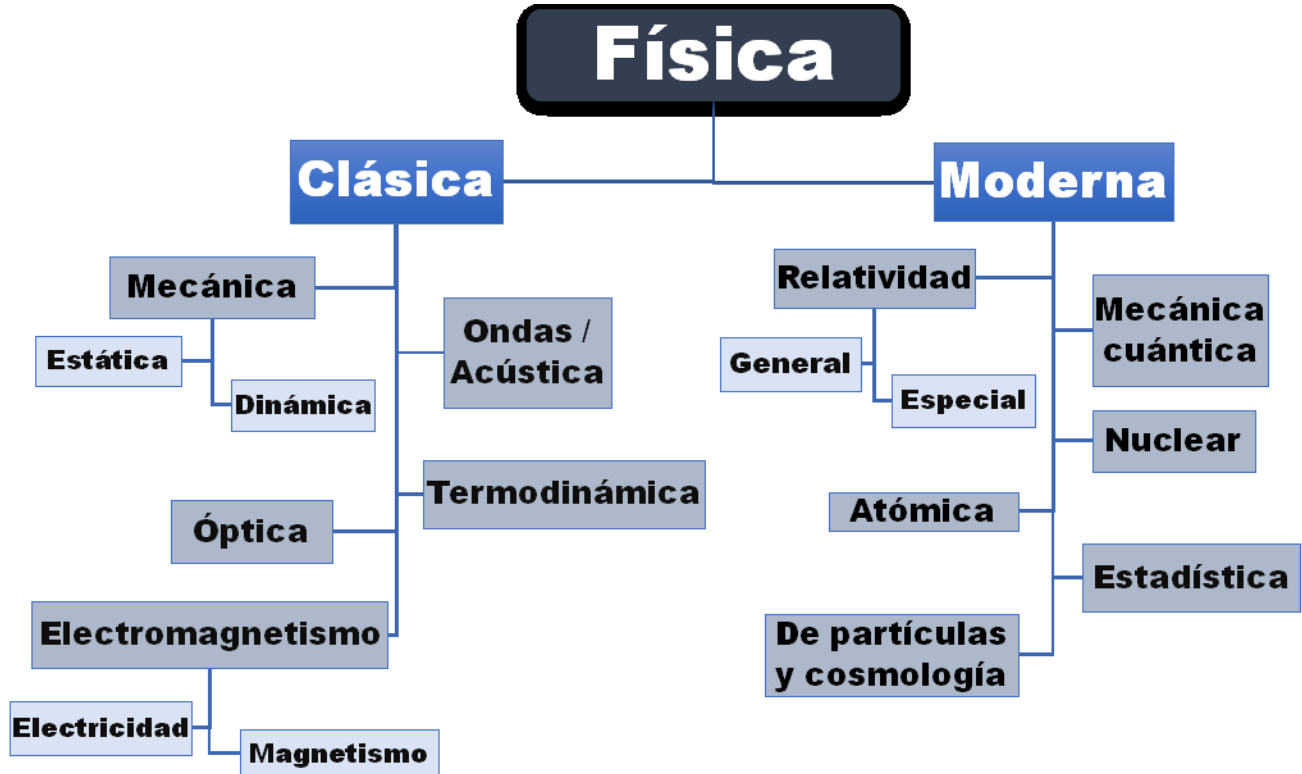 Física
Clásica
Mecánica
Estática
Dinámica
Ondas /
Acústica
Termodinámica
Óptica
Electromagnetismo
Electricidad
Magnetismo
Moderna
Relatividad
General
Especial
Mecánica
cuántica
Nuclear
Atómica
Estadística
De partículas
y cosmología